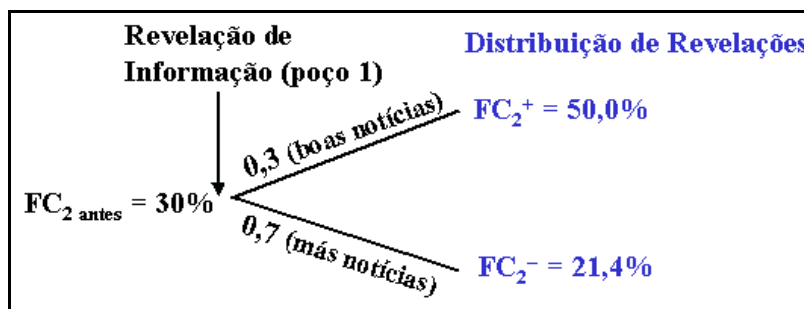 Revelação de
Informação (poço 1)
Distribuição de Revelações
0,3 (boas notícias)
FC2+ = 50,0%
FC2 antes = 30%
0,7 (más notícias)
FC2– = 21,4%